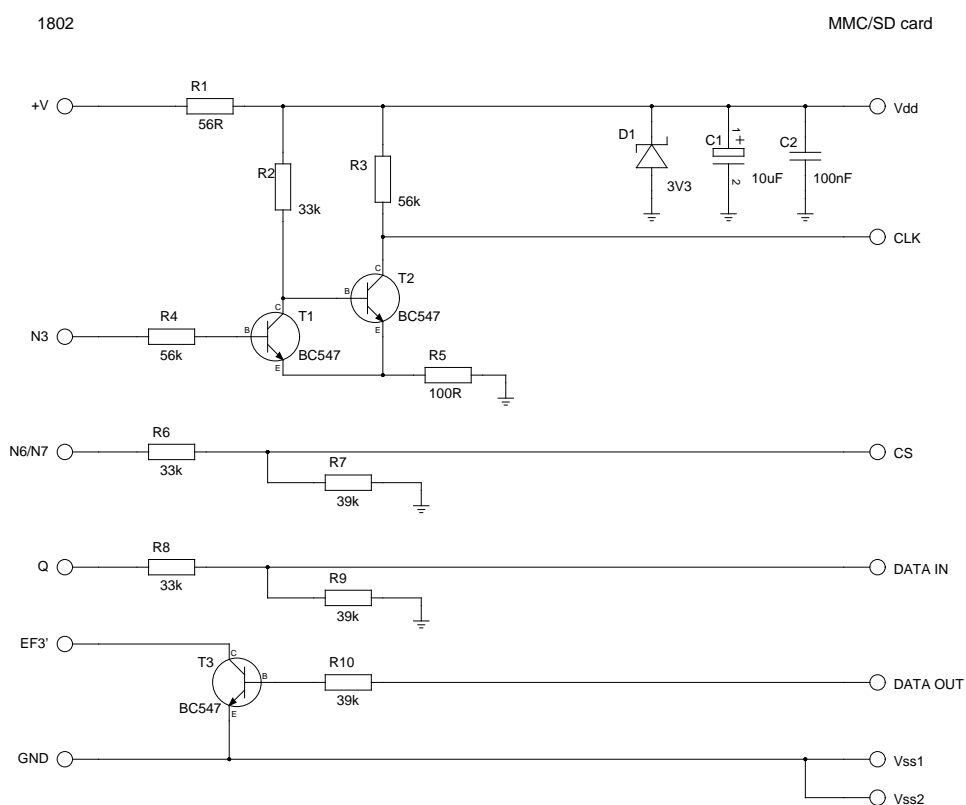 1802 MMC/SD card
R1
+V Vdd
56R
D1 C1 1 + C2
R2 R3
3V3 10uF 2 100nF
33k 56k
CLK
C T2
B
C T1 BC547
R4 E
N3 B
56k BC547 R5
E
100R
R6
N6/N7 CS
33k R7
39k
R8
Q DATA IN
33k R9
39k
EF3'
C
T3 R10
B DATA OUT
BC547 E 39k
GND Vss1
Vss2